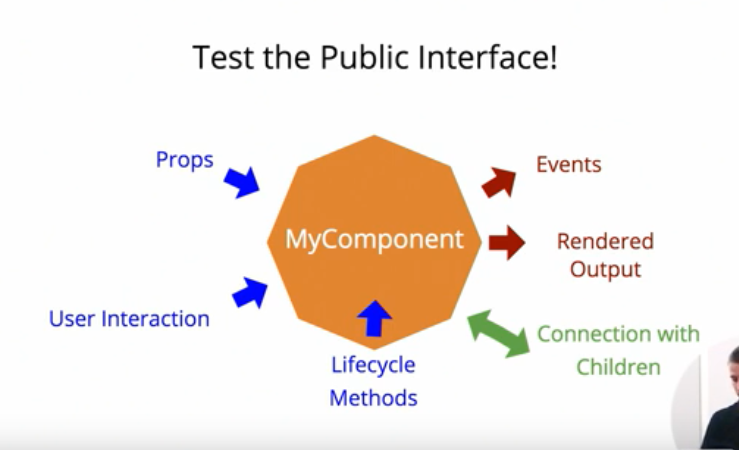 Test the Public Interface!
Props
Events
MyComponent
Rendered
Output
User Interaction
Connection with
Children
Lifecycle
Methods